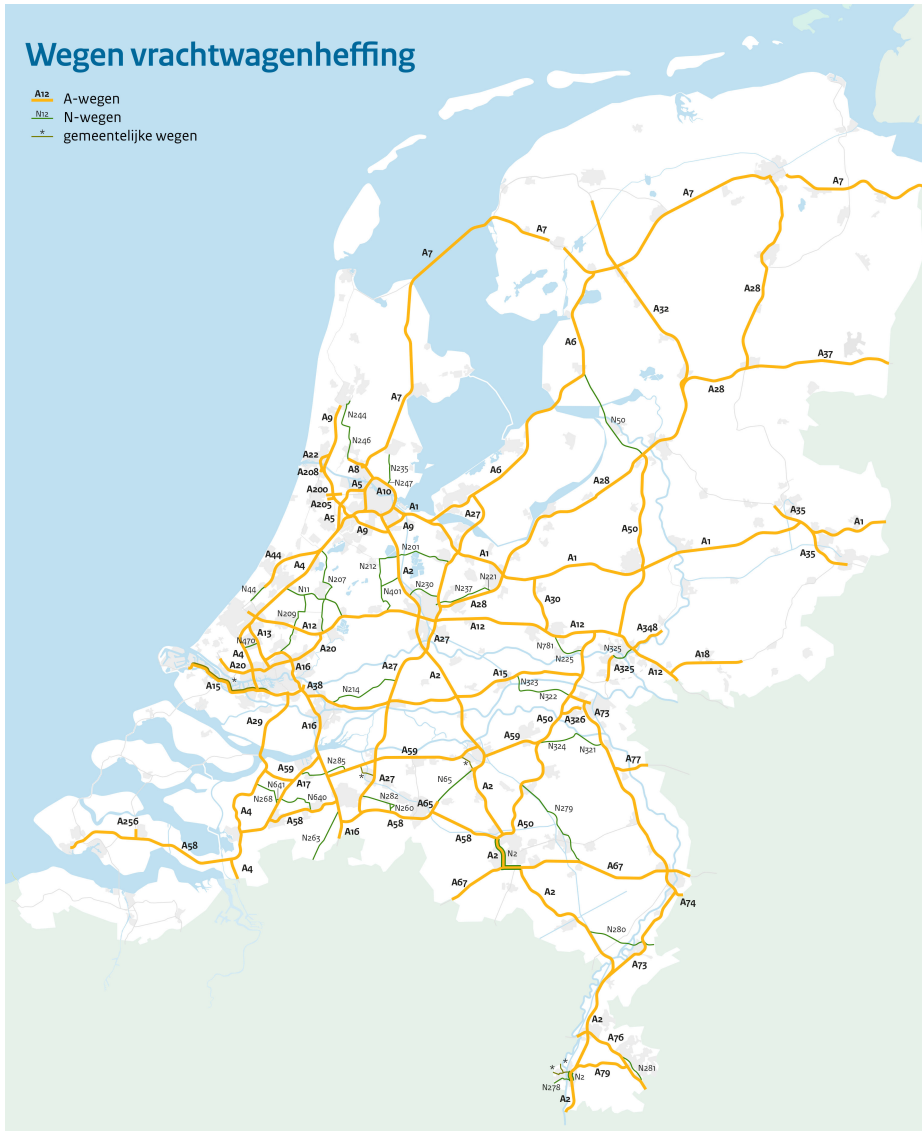 Wegen vrachtwagenheffing
A12 A-wegen
N12 N-wegen
* gemeentelijke wegen
A7
A7
A7
A7
A28
A32
A6
A37
A28
A7
A9
N244
N50
N246
A22
A8
N235
A208
A6
N247
A28
A5
A10
A200
A205
A1
A27
A35
A5
A9
A9
A50
A1
A1
A35
N201
A44
A1
A1
A4
N212
A2
N207
N221
N230
N237
N44
N11
N401
A28
A30
N209
A12
A12
A12
A348
A13
N470
A27
N781
N325
A20
A4
N225
A18
A20
A16
A27
A325
A12
A2
A15
*
A15
A38
N323
N214
N322
A29
A16
A50
A326
A73
A59
N324
N321
A59
N285
*
A77
A59
*
A27
N65
N641
A17
A2
N268
N640
N282
N279
A4
N260
A65
A58
A16
A58
A50
A256
N263
A58
A58
A2
N2
A4
A67
A67
A2
A74
N280
A73
A2
A76
*
*
A79
N281
N2
N278
A2